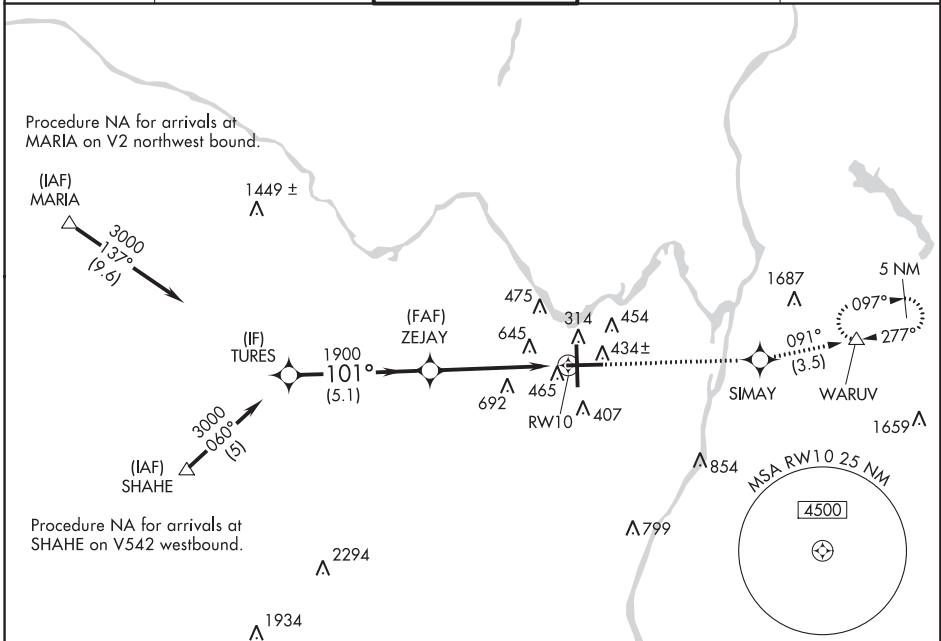 Procedure NA for arrivals at
MARIA on V2 northwest bound.
(IAF)
MARIA
3000
137°
(9.6)
1449 ±
1687
5 NM
097°
277°
091°
(3.5)
SIMAY
WARUV
475
314
454
645
434±
(FAF)
ZEJAY
(IF)
TURES
1900
101°
(5.1)
465
692
RW10
407
1659
3000
060°
(5)
(IAF)
SHAHE
854
MSA RW10 25 NM
4500
Procedure NA for arrivals at
SHAHE on V542 westbound.
799
2294
1934